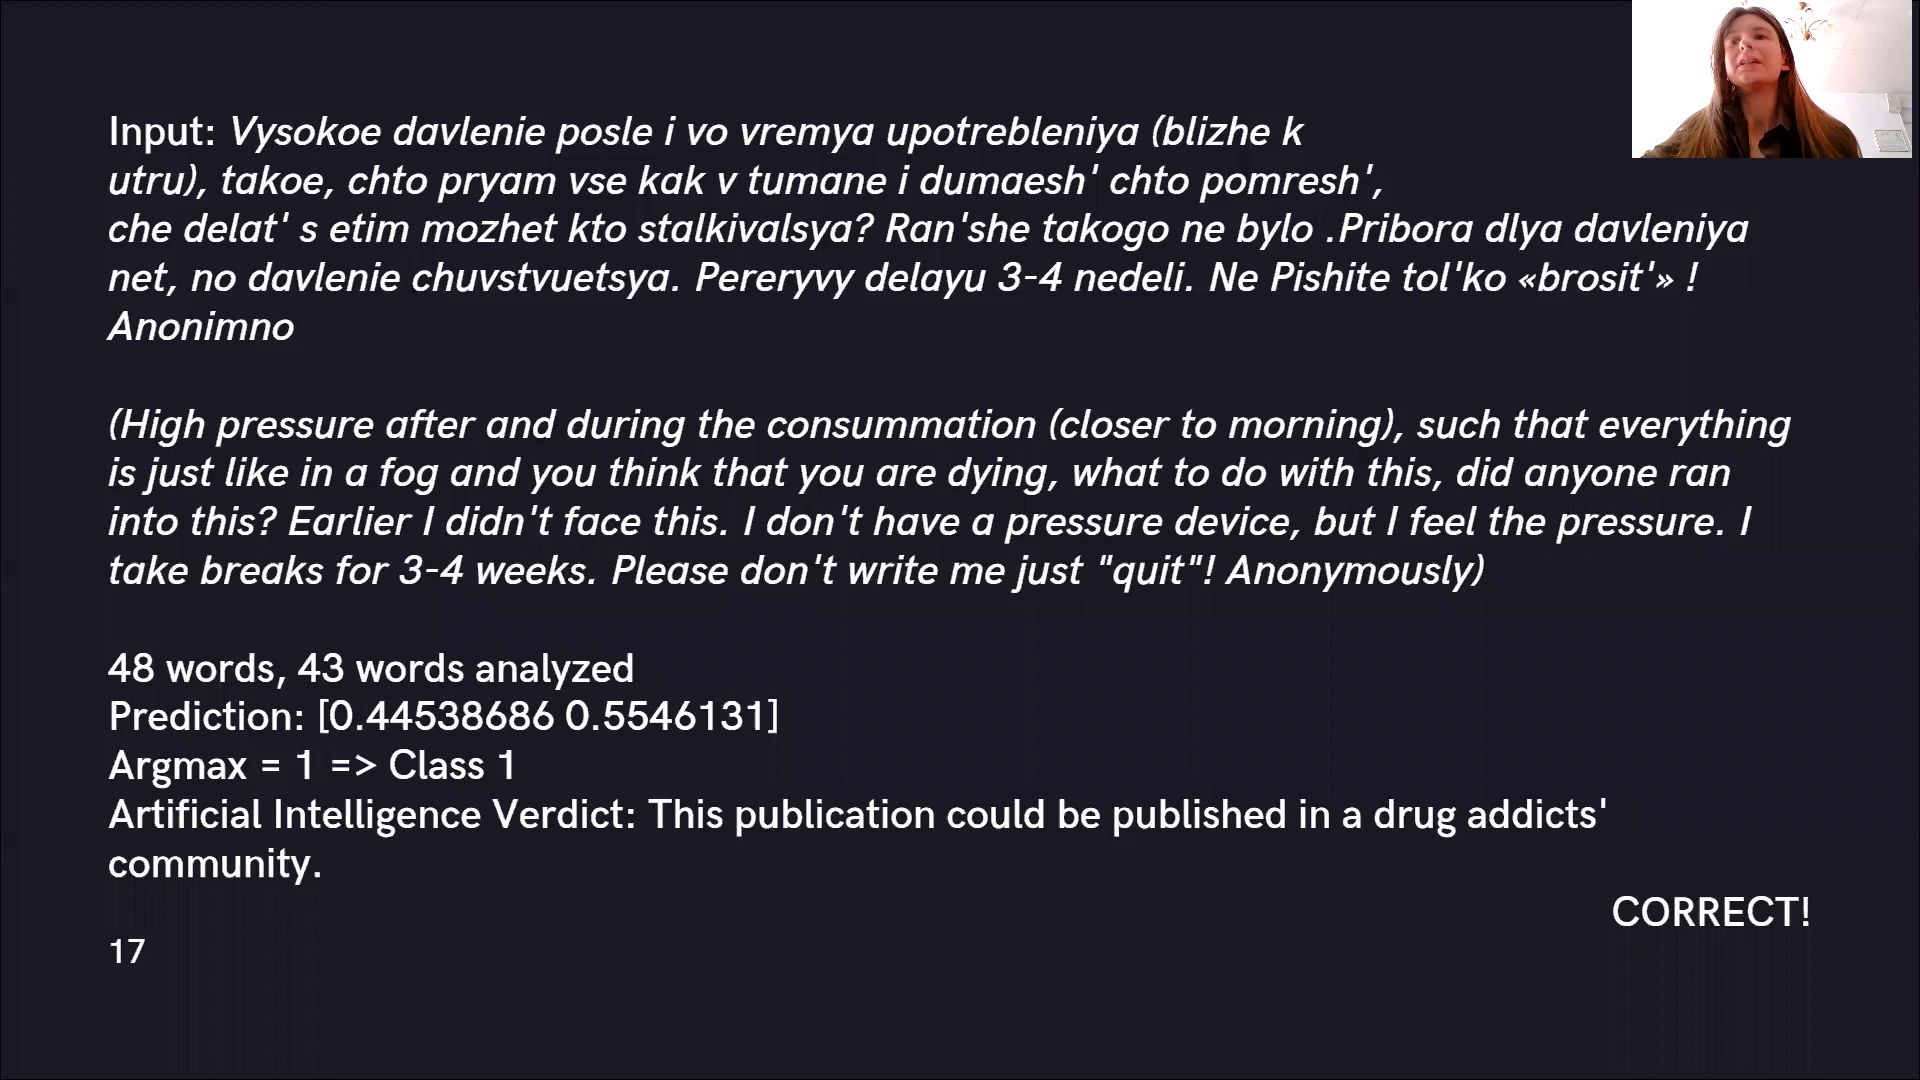 Input: Vysokoe davlenie posle i vo vremya upotrebleniya (blizhe k
utru), takoe, chto pryam vse kak v tumane i dumaesh' chto pomresh',
che delat' s etim mozhet kto stalkivalsya? Ran'she takogo ne bylo .Pribora dlya davleniya
net, no davlenie chuvstvuetsya. Pereryvy delayu 3-4 nedeli. Ne Pishite tol'ko «brosit'» !
Anonimno
(High pressure after and during the consummation (closer to morning), such that everything
is just like in a fog and you think that you are dying, what to do with this, did anyone ran
into this? Earlier I didn't face this. I don't have a pressure device, but I feel the pressure. I
take breaks for 3-4 weeks. Please don't write me just "quit"! Anonymously)
48 words, 43 words analyzed
Prediction: [0.44538686 0.5546131]
Argmax = 1 => Class 1
Artificial Intelligence Verdict: This publication could be published in a drug addicts'
community.
CORRECT!
17